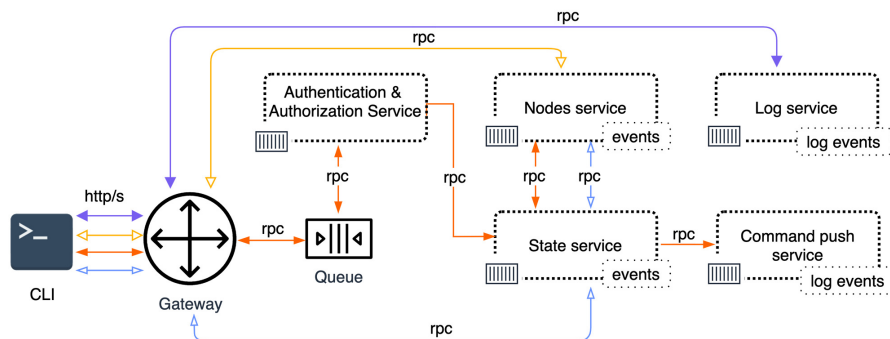 rpc
rpc
Authentication &
Authorization Service
Nodes service
Log service
events
log events
rpc
rpc
rpc
http/s
>_
rpc
State service
rpc
Command push
service
Queue
events
log events
CLI
Gateway
rpc